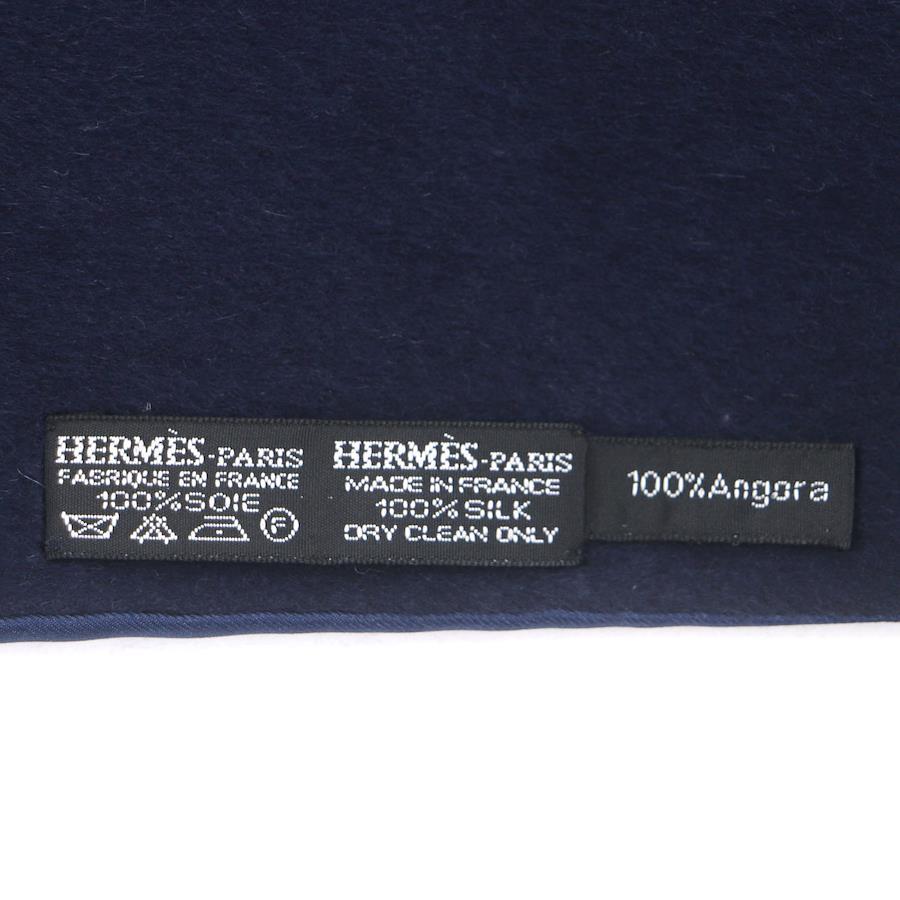 HERMÈS-PARIS
FABRIQUE EN FRANCE
100%SOIE
F
HERMÈS-PARIS
MADE IN FRANCE
100% SILK
DRY CLEAN ONLY
100%Angora